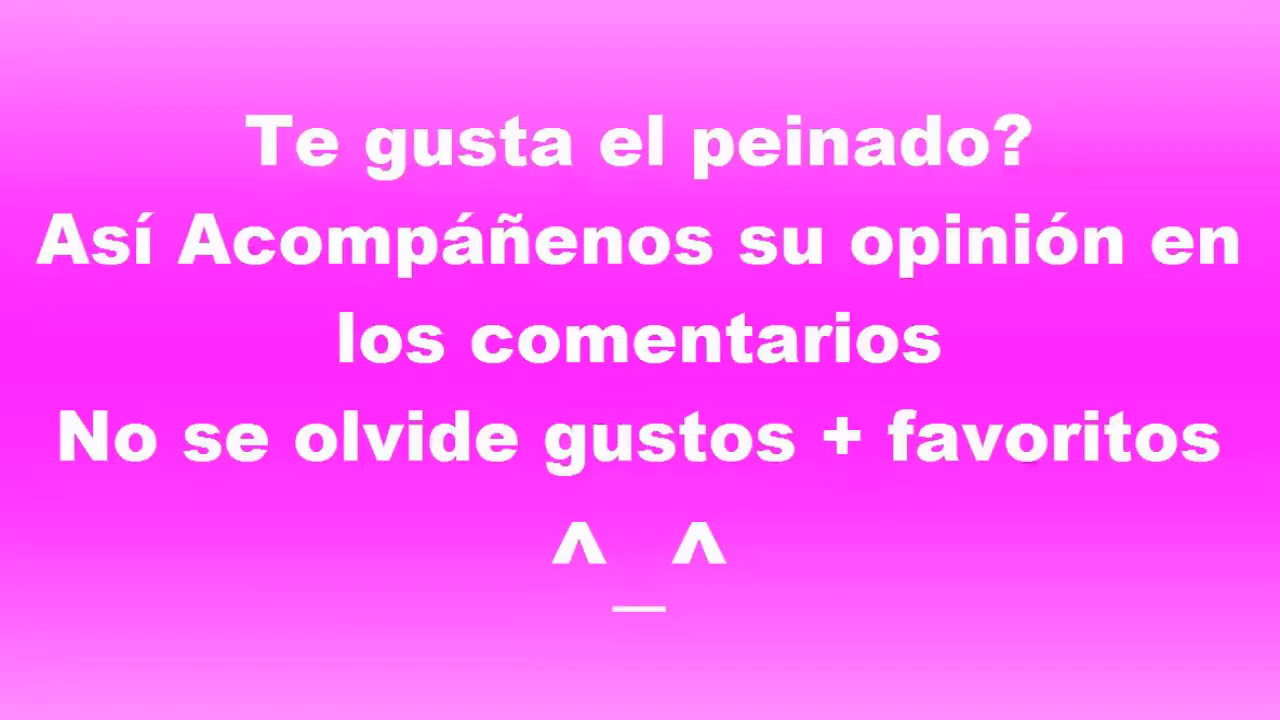 Te gusta el peinado?
Así Acompáñenos su opinión en
los comentarios
No se olvide gustos + favoritos
^_^